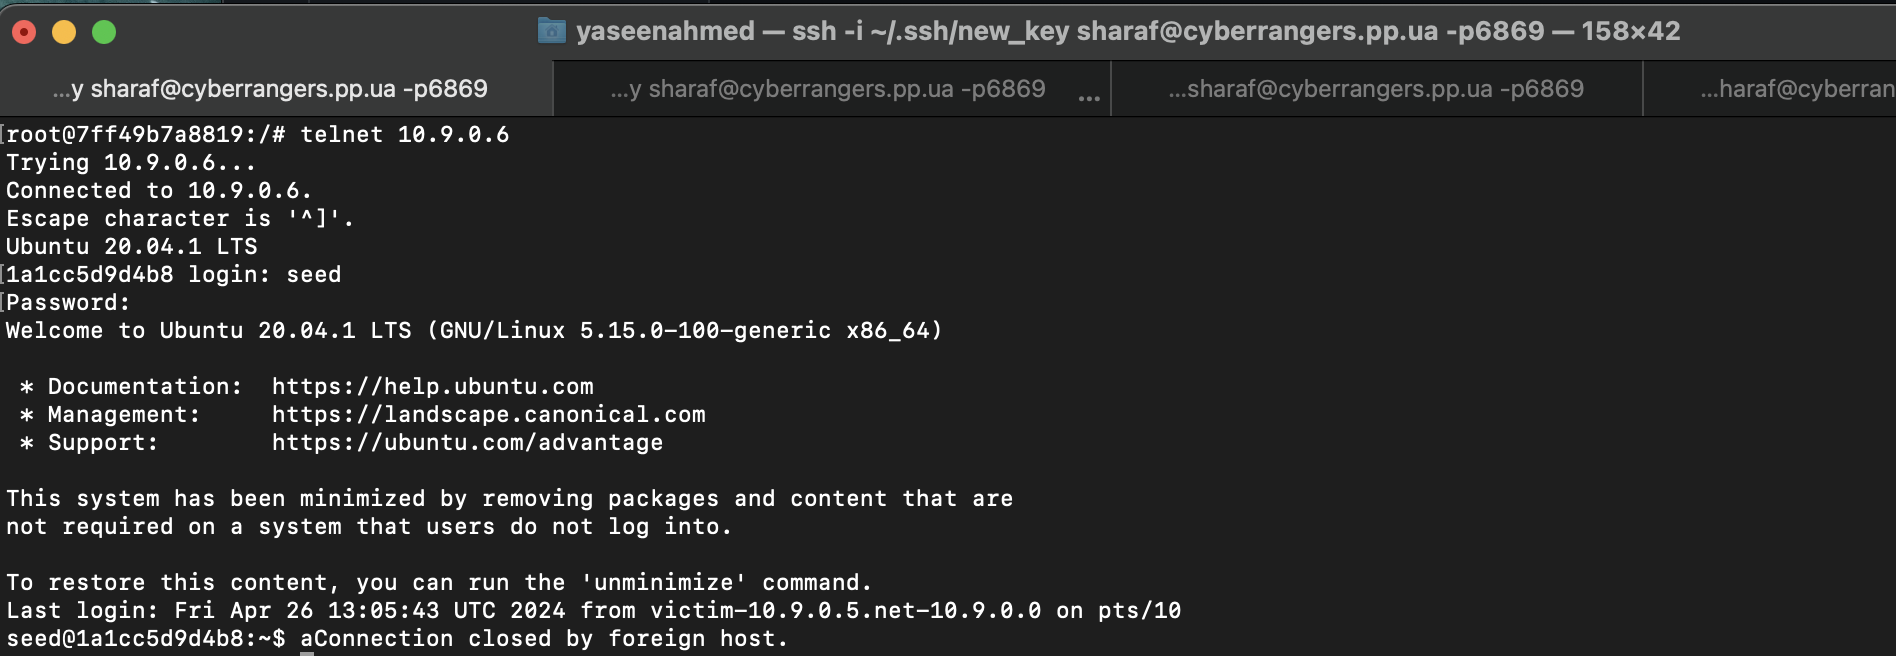 yaseenahmed — ssh -i ~/.ssh/new_key sharaf@cyberrangers.pp.ua -p6869 — 158×42
...y sharaf@cyberrangers.pp.ua -p6869 ...y sharaf@cyberrangers.pp.ua -p6869 ... ...sharaf@cyberrangers.pp.ua -p6869 ...haraf@cyberran
[root@7ff49b7a8819:/# telnet 10.9.0.6
Trying 10.9.0.6...
Connected to 10.9.0.6.
Escape character is '^]'.
Ubuntu 20.04.1 LTS
[1a1cc5d9d4b8 login: seed
[Password:
Welcome to Ubuntu 20.04.1 LTS (GNU/Linux 5.15.0-100-generic x86_64)
* Documentation:  https://help.ubuntu.com
* Management:     https://landscape.canonical.com
* Support:        https://ubuntu.com/advantage
This system has been minimized by removing packages and content that are
not required on a system that users do not log into.
To restore this content, you can run the 'unminimize' command.
Last login: Fri Apr 26 13:05:43 UTC 2024 from victim-10.9.0.5.net-10.9.0.0 on pts/10
seed@1a1cc5d9d4b8:~$ aConnection closed by foreign host.